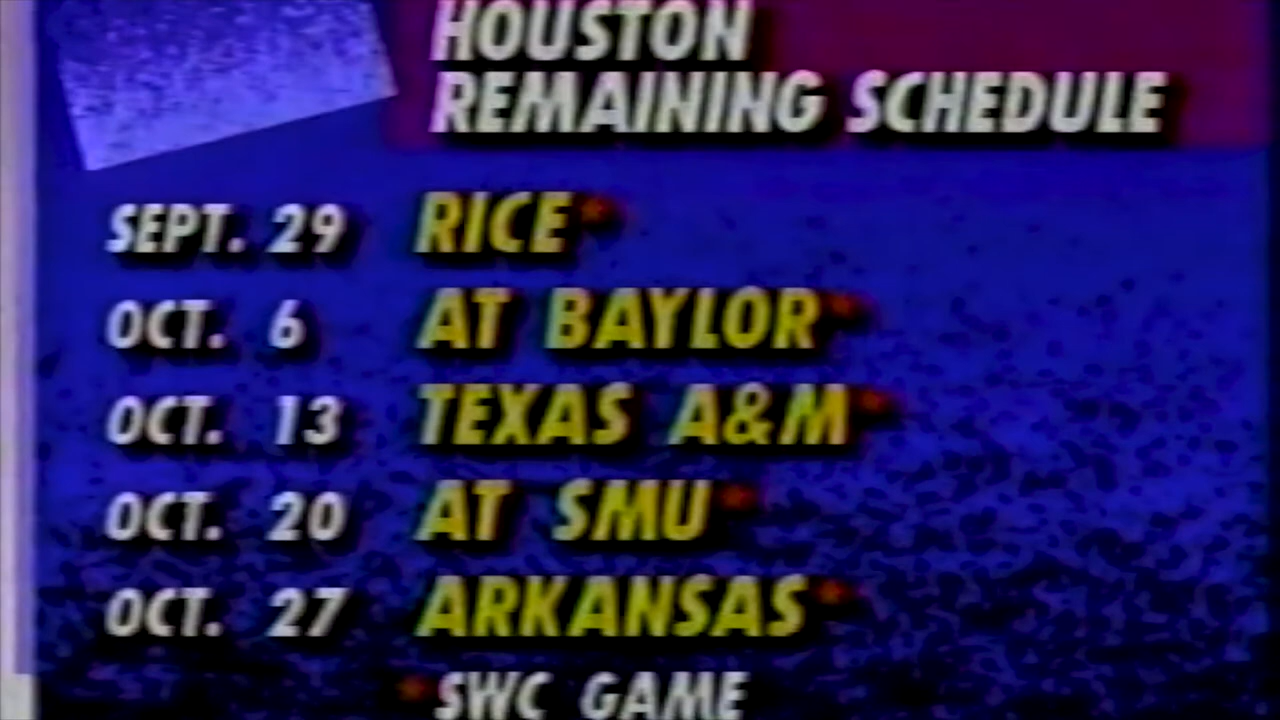 HOUSTON
REMAINING SCHEDULE
SEPT. 29 RICE*
OCT. 6 AT BAYLOR*
OCT. 13 TEXAS A&M*
OCT. 20 AT SMU*
OCT. 27 ARKANSAS*
*SWC GAME